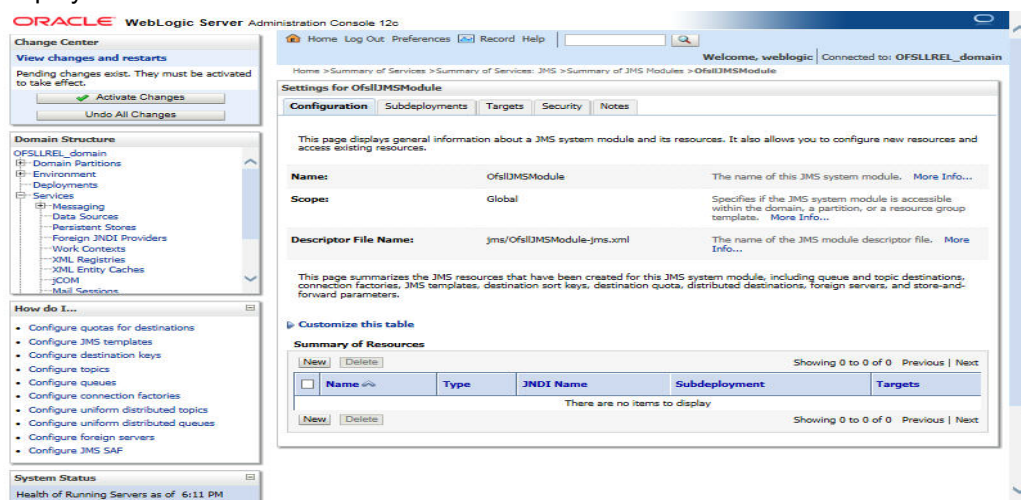 ORACLE WebLogic Server Administration Console 12c
Change Center
View changes and restarts
Pending changes exist. They must be activated
to take effect.
Activate Changes
Undo All Changes
Domain Structure
OFSLLREL_domain
Domain Partitions
Environment
Deployments
Services
Messaging
Data Sources
Persistent Stores
Foreign JNDI Providers
Work Contexts
XML Registries
XML Entity Caches
jCOM
Mail Sessions
How do I...
Configure quotas for destinations
Configure JMS templates
Configure destination keys
Configure topics
Configure queues
Configure connection factories
Configure uniform distributed topics
Configure uniform distributed queues
Configure foreign servers
Configure JMS SAF
System Status
Health of Running Servers as of 6:11 PM
Home Log Out Preferences Record Help
Welcome, weblogic Connected to: OFSLLREL_domain
Home >Summary of Services >Summary of Services: JMS >Summary of JMS Modules >OfsllJMSModule
Settings for OfsllJMSModule
Configuration Subdeployments Targets Security Notes
This page displays general information about a JMS system module and its resources. It also allows you to configure new resources and
access existing resources.
Name: OfsllJMSModule The name of this JMS system module. More Info...
Scope: Global Specifies if the JMS system module is accessible
within the domain, a partition, or a resource group
template. More Info...
Descriptor File Name: jms/OfsllJMSModule-jms.xml The name of the JMS module descriptor file. More
Info...
This page summarizes the JMS resources that have been created for this JMS system module, including queue and topic destinations,
connection factories, JMS templates, destination sort keys, destination quota, distributed destinations, foreign servers, and store-and-
forward parameters.
Customize this table
Summary of Resources
New Delete Showing 0 to 0 of 0 Previous | Next
Name Type JNDI Name Subdeployment Targets
There are no items to display
New Delete Showing 0 to 0 of 0 Previous | Next